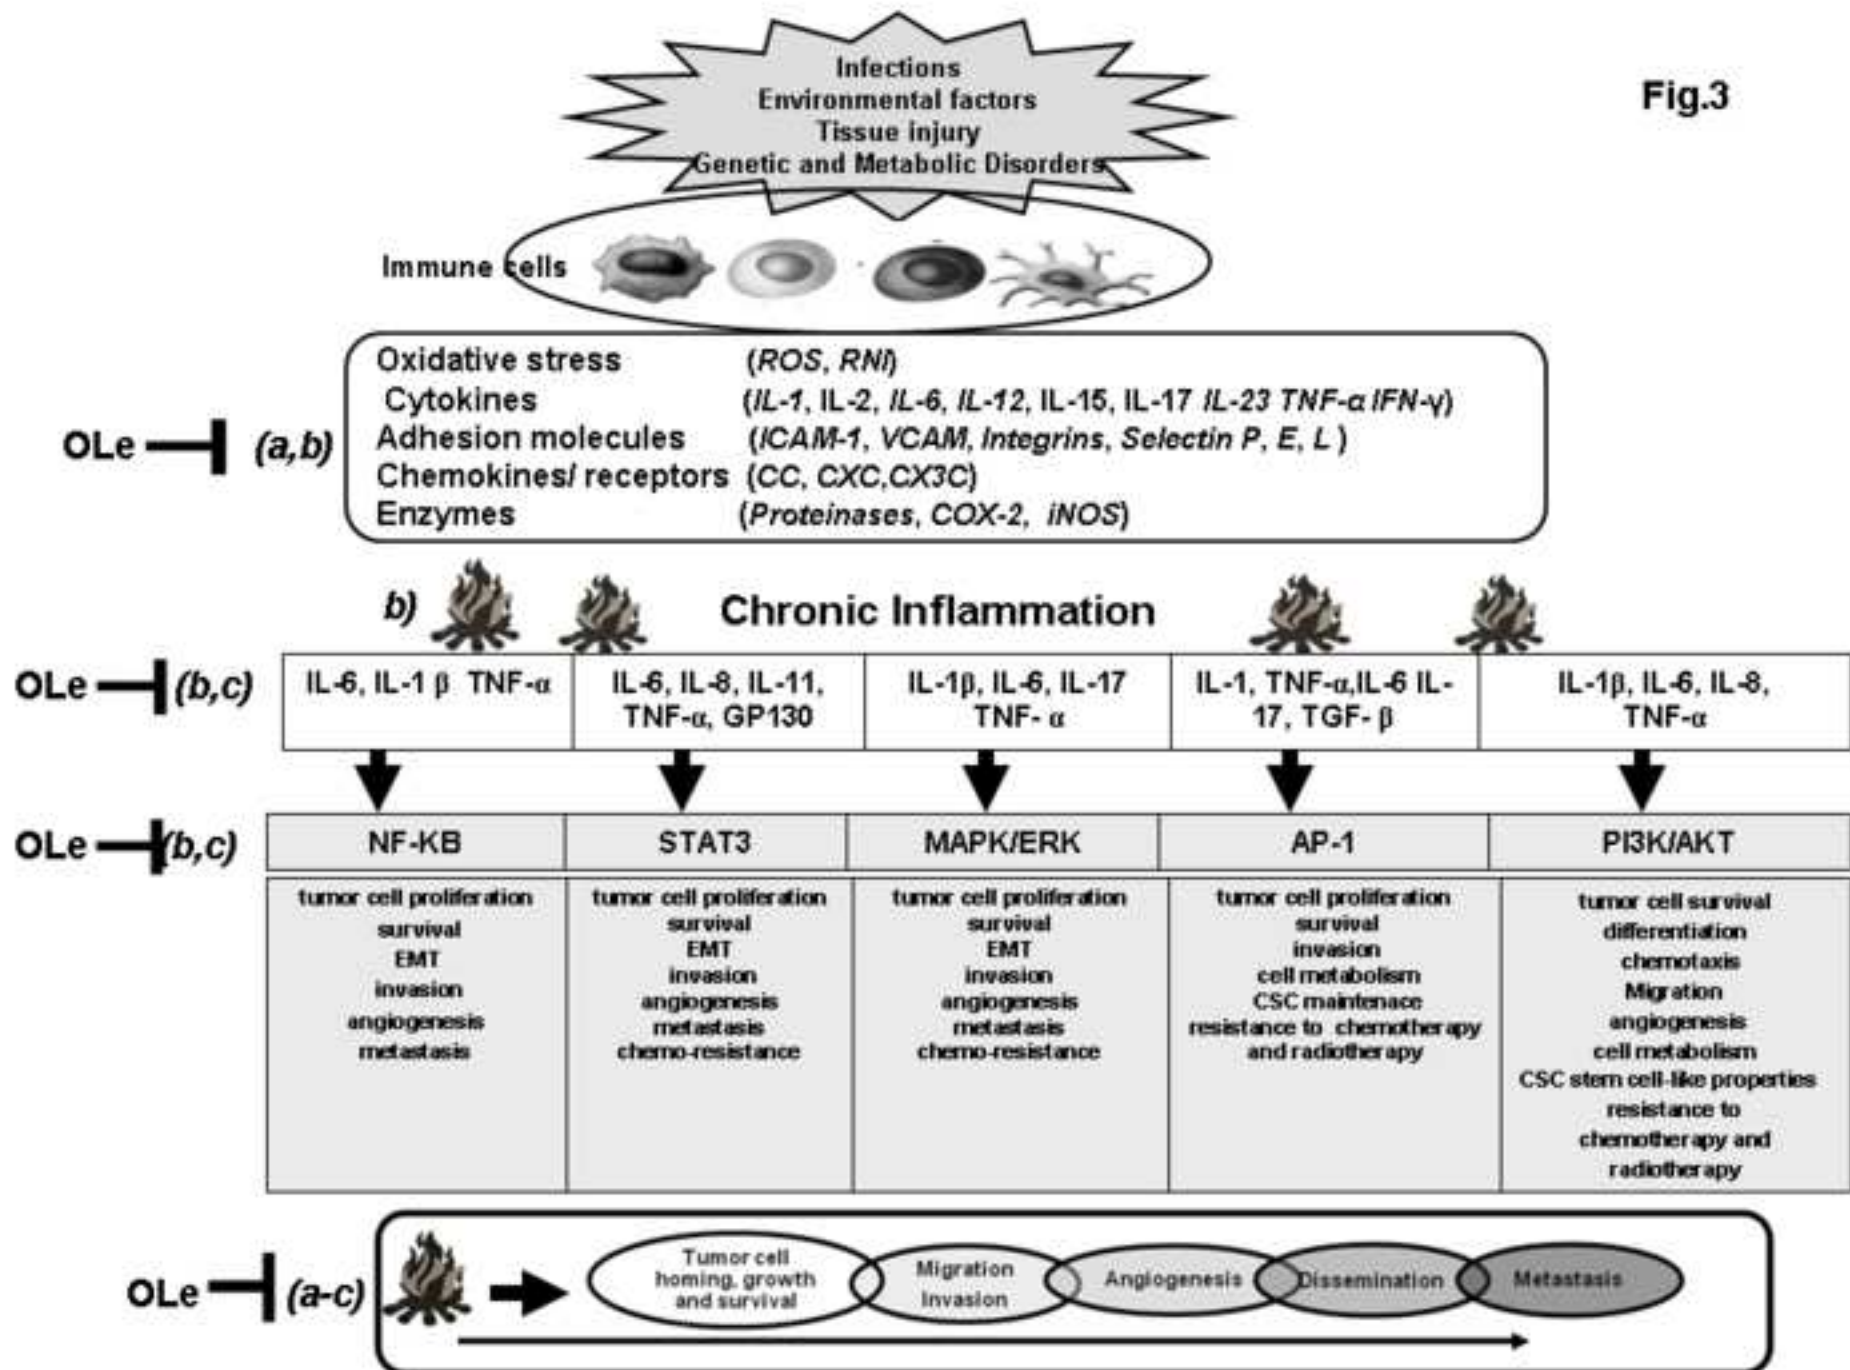 Fig.3
Infections
Environmental factors
Tissue injury
Genetic and Metabolic Disorders
Immune cells
Oxidative stress (ROS, RNI)
Cytokines (IL-1, IL-2, IL-6, IL-12, IL-15, IL-17 IL-23 TNF-α IFN-γ)
OLe (a,b)
Adhesion molecules (ICAM-1, VCAM, Integrins, Selectin P, E, L )
Chemokines/ receptors (CC, CXC,CX3C)
Enzymes (Proteinases, COX-2, iNOS)
b) Chronic Inflammation
OLe (b,c)
IL-6, IL-1 β TNF-α
IL-6, IL-8, IL-11,
TNF-α, GP130
IL-1β, IL-6, IL-17
TNF- α
IL-1, TNF-α,IL-6 IL-
17, TGF- β
IL-1β, IL-6, IL-8,
TNF-α
OLe (b,c)
NF-KB
STAT3
MAPK/ERK
AP-1
PI3K/AKT
tumor cell proliferation
survival
EMT
invasion
angiogenesis
metastasis
tumor cell proliferation
survival
EMT
invasion
angiogenesis
metastasis
chemo-resistance
tumor cell proliferation
survival
EMT
invasion
angiogenesis
metastasis
chemo-resistance
tumor cell proliferation
survival
invasion
cell metabolism
CSC maintenace
resistance to chemotherapy
and radiotherapy
tumor cell survival
differentiation
chemotaxis
Migration
angiogenesis
cell metabolism
CSC stem cell-like properties
resistance to
chemotherapy and
radiotherapy
OLe (a-c)
Tumor cell
homing, growth
and survival
Migration
Invasion
Angiogenesis
Dissemination
Metastasis